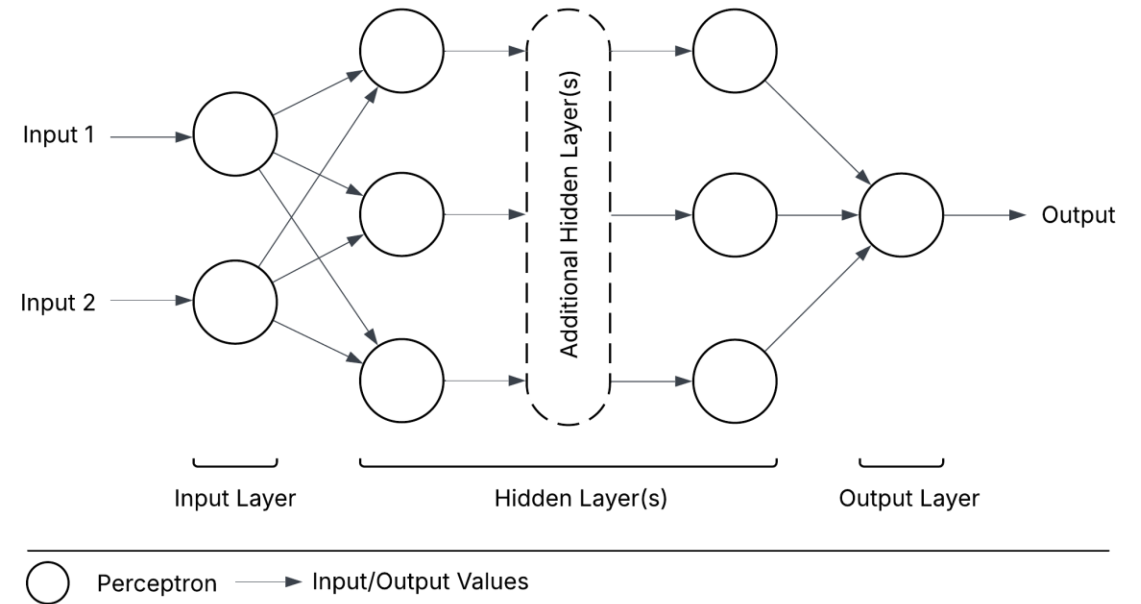 Input 1
Input 2
Additional Hidden Layer(s)
Output
Input Layer
Hidden Layer(s)
Output Layer
Perceptron
Input/Output Values